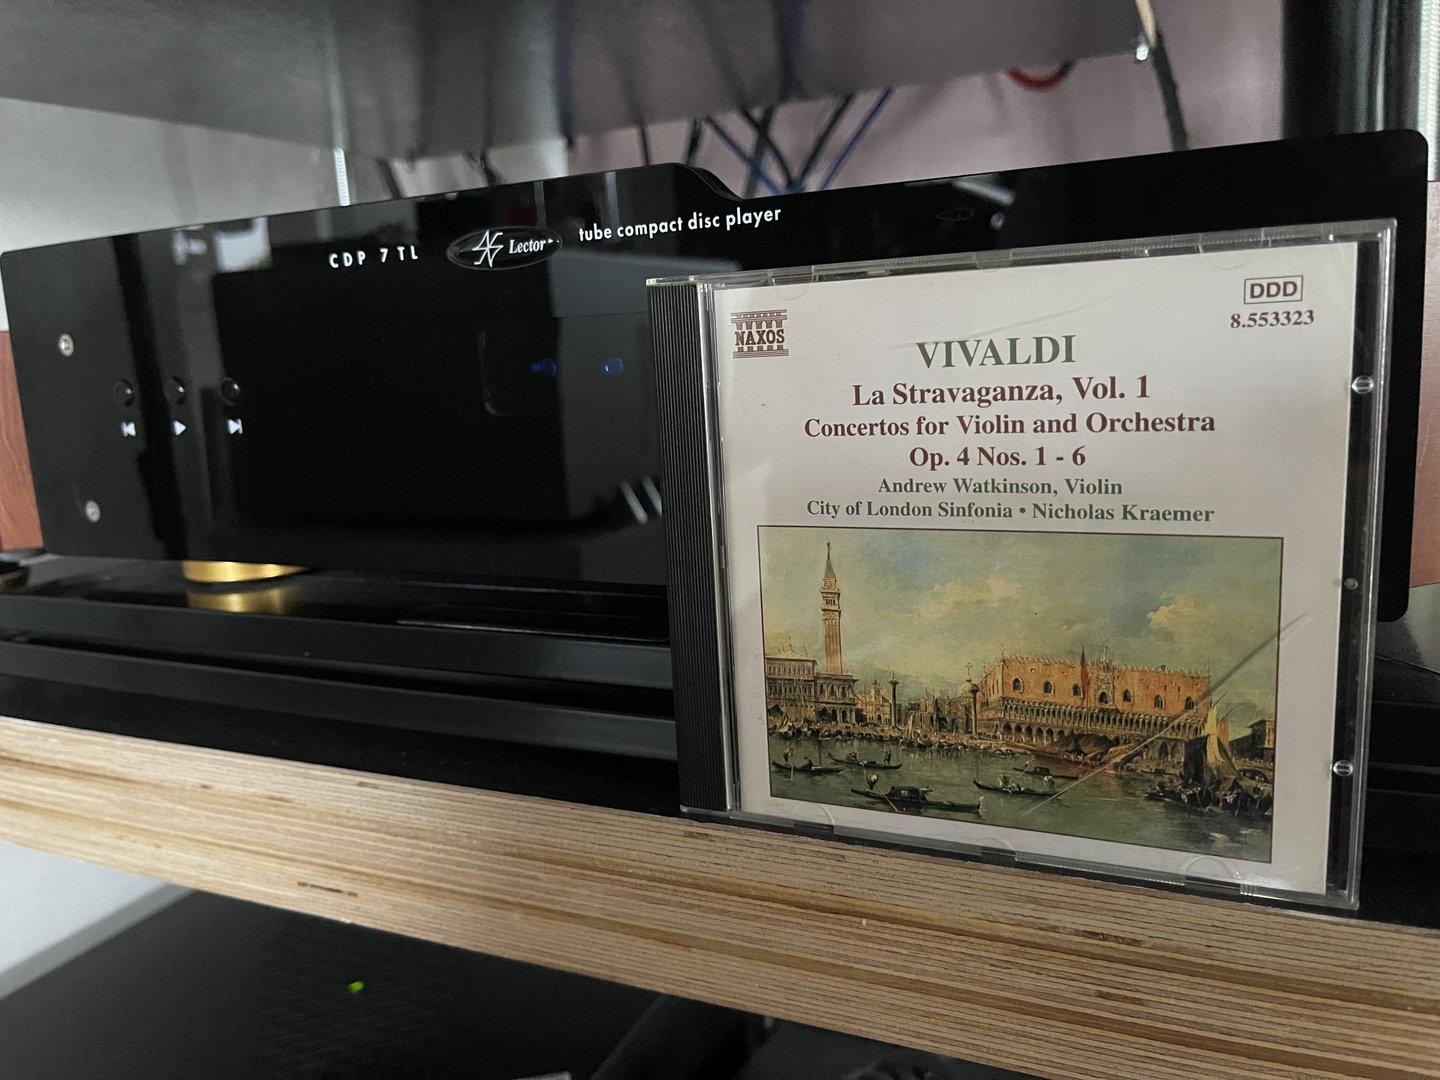 CDP 7 TL
Lector
tube compact disc player
NAXOS
DDD
8.553323
VIVALDI
La Stravaganza, Vol. 1
Concertos for Violin and Orchestra
Op. 4 Nos. 1 - 6
Andrew Watkinson, Violin
City of London Sinfonia • Nicholas Kraemer